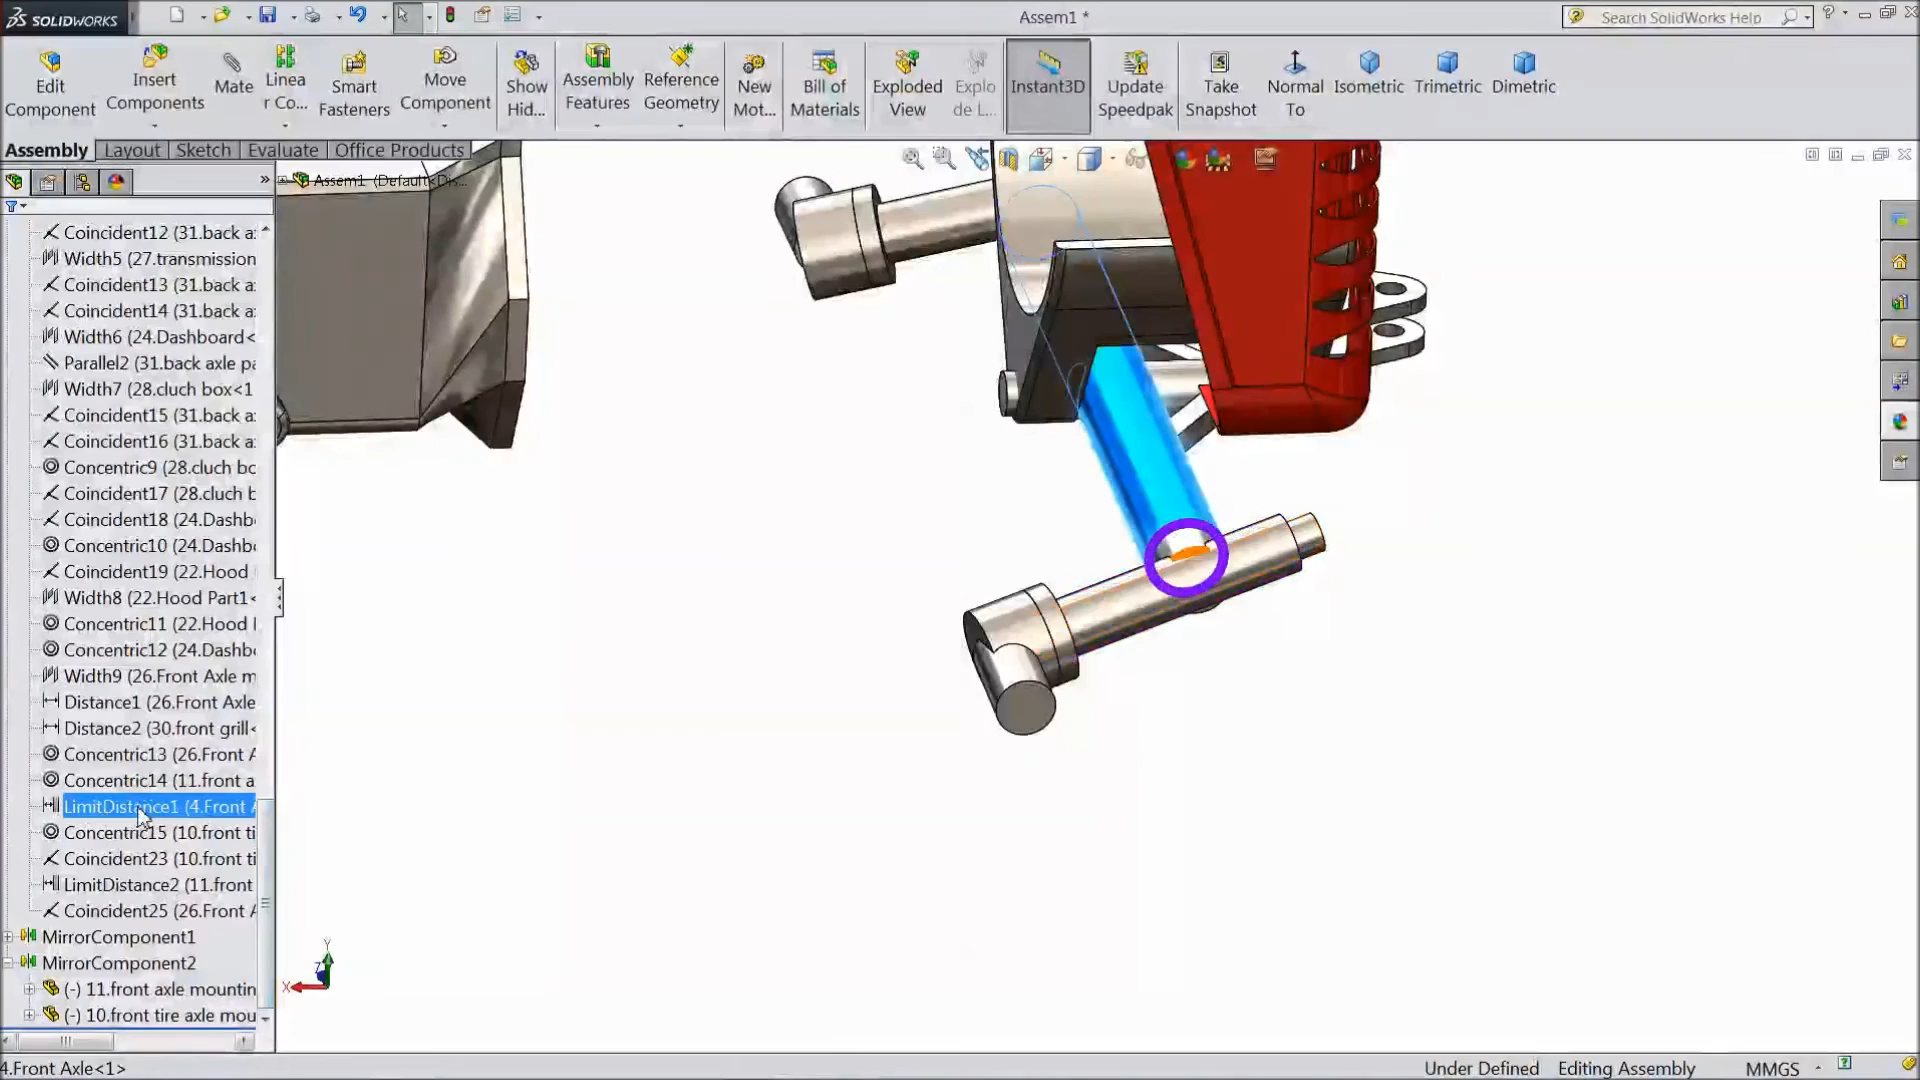 SOLIDWORKS
Assem1 *
Search SolidWorks Help
Edit Component
Insert Components
Mate
Linea r Co...
Smart Fasteners
Move Component
Show Hid...
Assembly Features
Reference Geometry
New Mot...
Bill of Materials
Exploded View
Explo de L...
Instant3D
Update Speedpak
Take Snapshot
Normal To
Isometric
Trimetric
Dimetric
Assembly Layout Sketch Evaluate Office Products
Assem1 (Default<Dis...
Coincident12 (31.back a
Width5 (27.transmission
Coincident13 (31.back a
Coincident14 (31.back a
Width6 (24.Dashboard<
Parallel2 (31.back axle pa
Width7 (28.cluch box<1
Coincident15 (31.back a
Coincident16 (31.back a
Concentric9 (28.cluch bo
Coincident17 (28.cluch b
Coincident18 (24.Dashb
Concentric10 (24.Dashb
Coincident19 (22.Hood
Width8 (22.Hood Part1<
Concentric11 (22.Hood
Concentric12 (24.Dashb
Width9 (26.Front Axle m
Distance1 (26.Front Axle
Distance2 (30.front grill<
Concentric13 (26.Front A
Concentric14 (11.front a
LimitDistance1 (4.Front A
Concentric15 (10.front ti
Coincident23 (10.front ti
LimitDistance2 (11.front
Coincident25 (26.Front A
MirrorComponent1
MirrorComponent2
(-) 11.front axle mountin
(-) 10.front tire axle mou
Y
Z
X
4.Front Axle<1>
Under Defined
Editing Assembly
MMGS